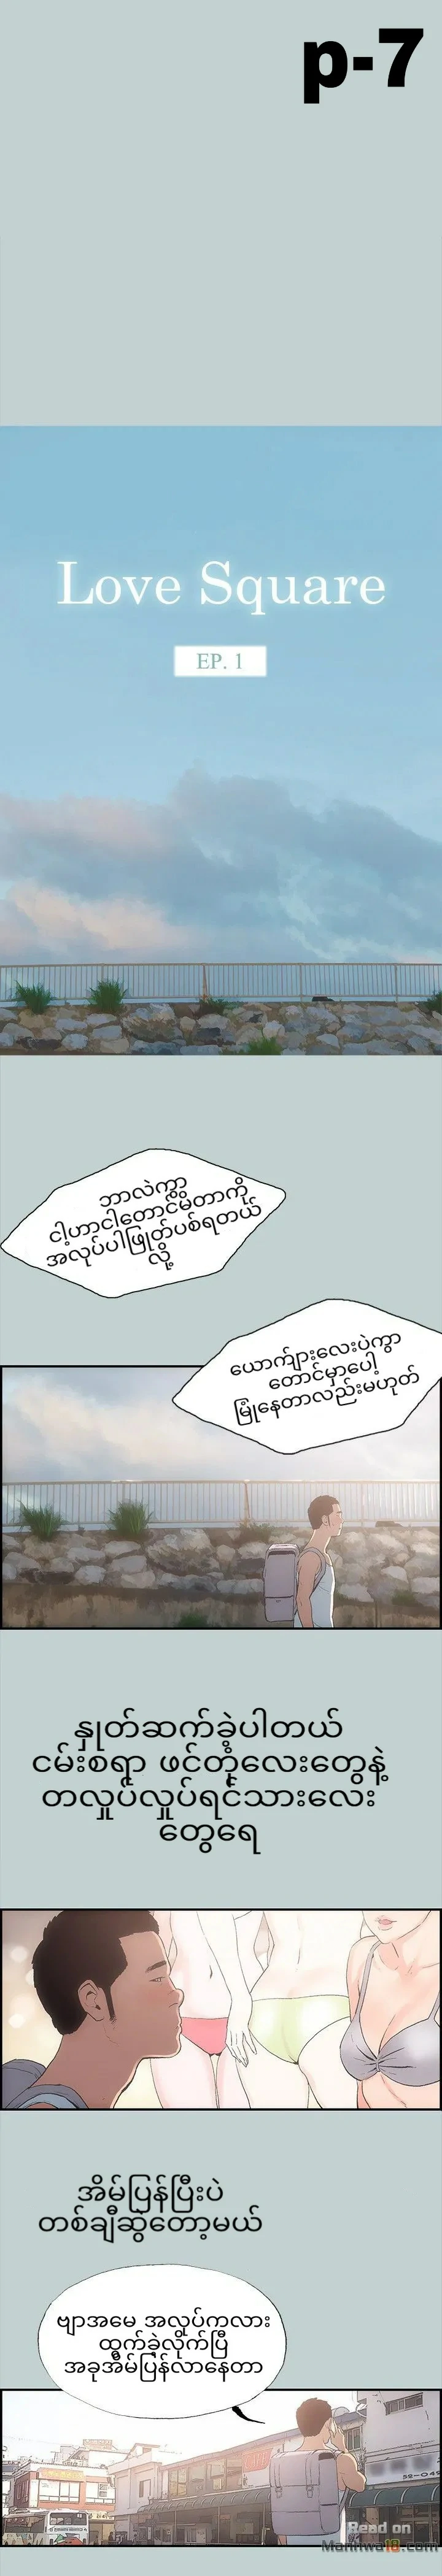 p-7
Love Square
EP. 1
ဘာလဲကွာ
ငါ့ဟာငါတောင်မတာကို
အလုပ်ပါဖြုတ်ပစ်ရတယ်
လို့
ယောက်ျားလေးပဲကွာ
တောင်မှာပေါ့
မြုံနေတာလည်းမဟုတ်
နှုတ်ဆက်ခဲ့ပါတယ်
ငမ်းစရာ ဖင်တုံလေးတွေနဲ့
တလှုပ်လှုပ်ရင်သားလေး
တွေရေ
အိမ်ပြန်ပြီးပဲ
တစ်ချီဆွဲတော့မယ်
ဗျာအမေ အလုပ်ကလား
ထွက်ခဲ့လိုက်ပြီ
အခုအိမ်ပြန်လာနေတာ
52-049
Read on
Manhwa18.com